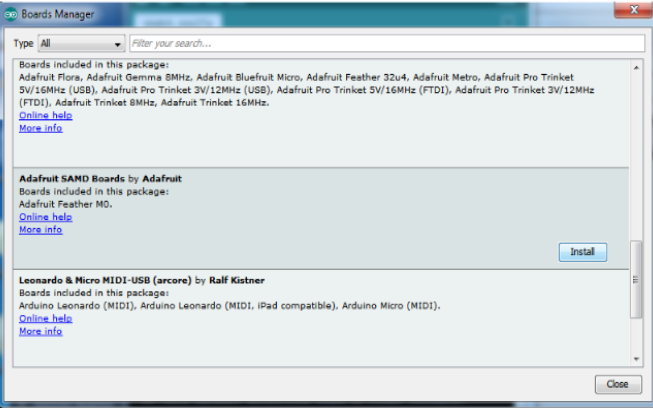 Boards Manager
Type All Filter your search...
Boards included in this package:
Adafruit Flora, Adafruit Gemma 8MHz, Adafruit Bluefruit Micro, Adafruit Feather 32u4, Adafruit Metro, Adafruit Pro Trinket
5V/16MHz (USB), Adafruit Pro Trinket 3V/12MHz (USB), Adafruit Pro Trinket 5V/16MHz (FTDI), Adafruit Pro Trinket 3V/12MHz
(FTDI), Adafruit Trinket 8MHz, Adafruit Trinket 16MHz.
Online help
More info
Adafruit SAMD Boards by Adafruit
Boards included in this package:
Adafruit Feather M0.
Online help
More info
Install
Leonardo & Micro MIDI-USB (arcore) by Ralf Kistner
Boards included in this package:
Arduino Leonardo (MIDI), Arduino Leonardo (MIDI, iPad compatible), Arduino Micro (MIDI).
Online help
More info
Close